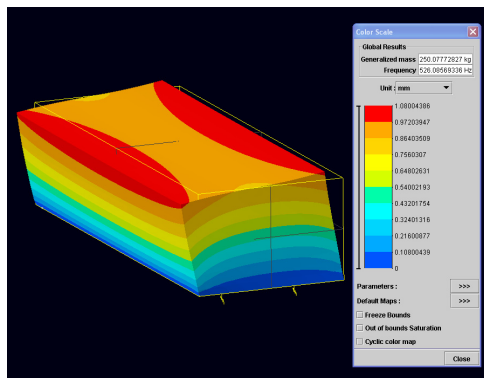 Color Scale
Global Results
Generalized mass 250.07772827 kg
Frequency 526.08569336 Hz
Unit : mm
1.08004386
0.97203947
0.86403509
0.7560307
0.64802631
0.54002193
0.43201754
0.32401316
0.21600877
0.10800439
0
Parameters : >>>
Default Maps : >>>
Freeze Bounds
Out of bounds Saturation
Cyclic color map
Close